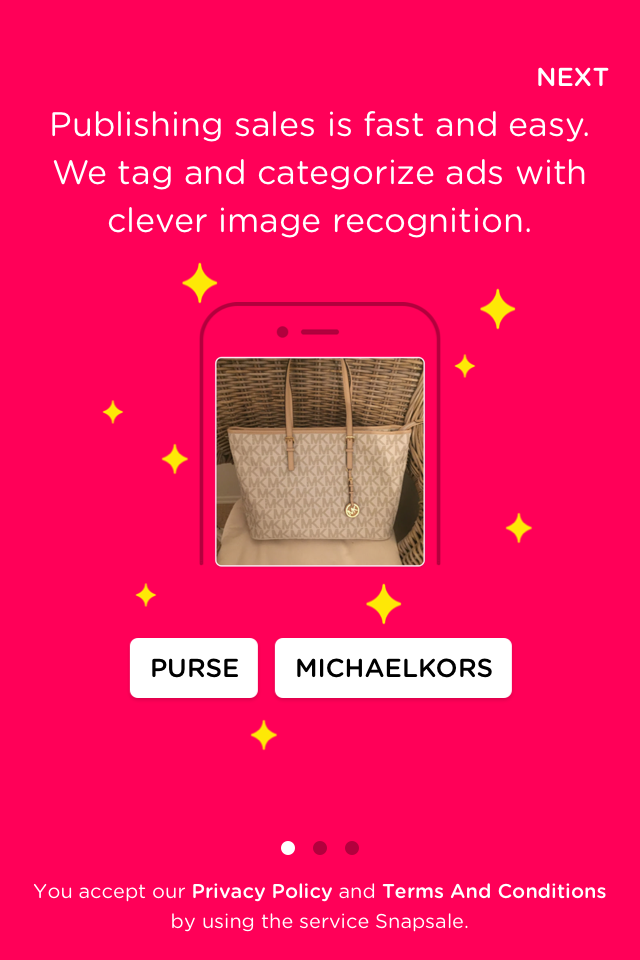 NEXT
Publishing sales is fast and easy.
We tag and categorize ads with
clever image recognition.
PURSE
MICHAELKORS
You accept our Privacy Policy and Terms And Conditions
by using the service Snapsale.